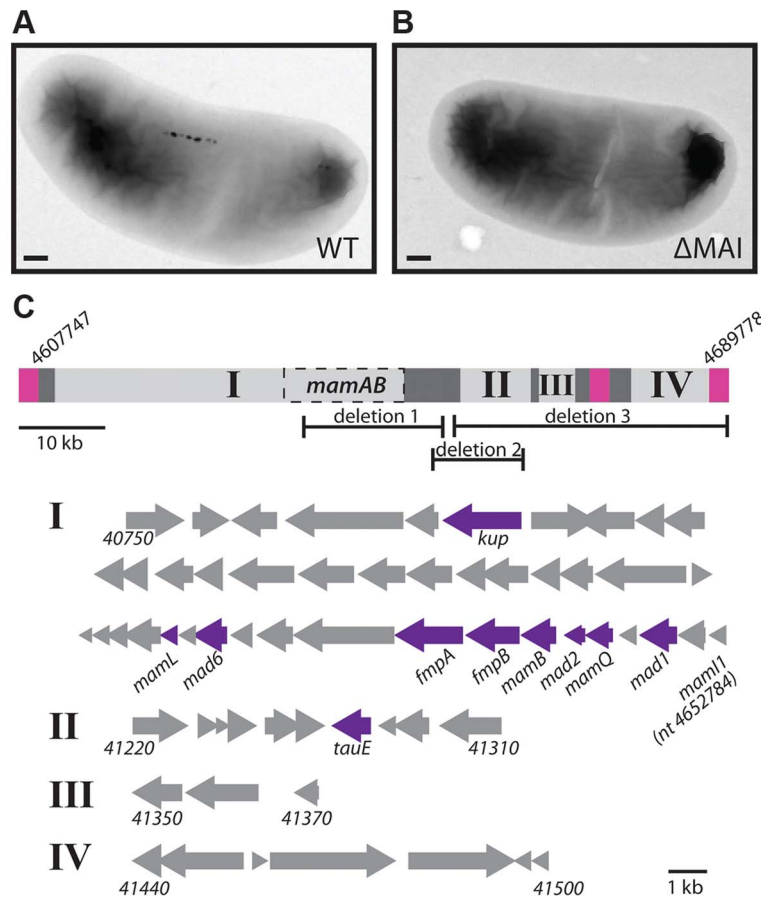 A
B
WT
ΔMAI
C
4607747
4689778
I
mamAB
II
III
IV
deletion 1
deletion 3
10 kb
deletion 2
I
40750
kup
mamL
mad6
fmpA
fmpB
mamB
mad2
mamQ
mad1
mamI1
(nt 4652784)
II
41220
tauE
41310
III
41350
41370
IV
41440
41500
1 kb